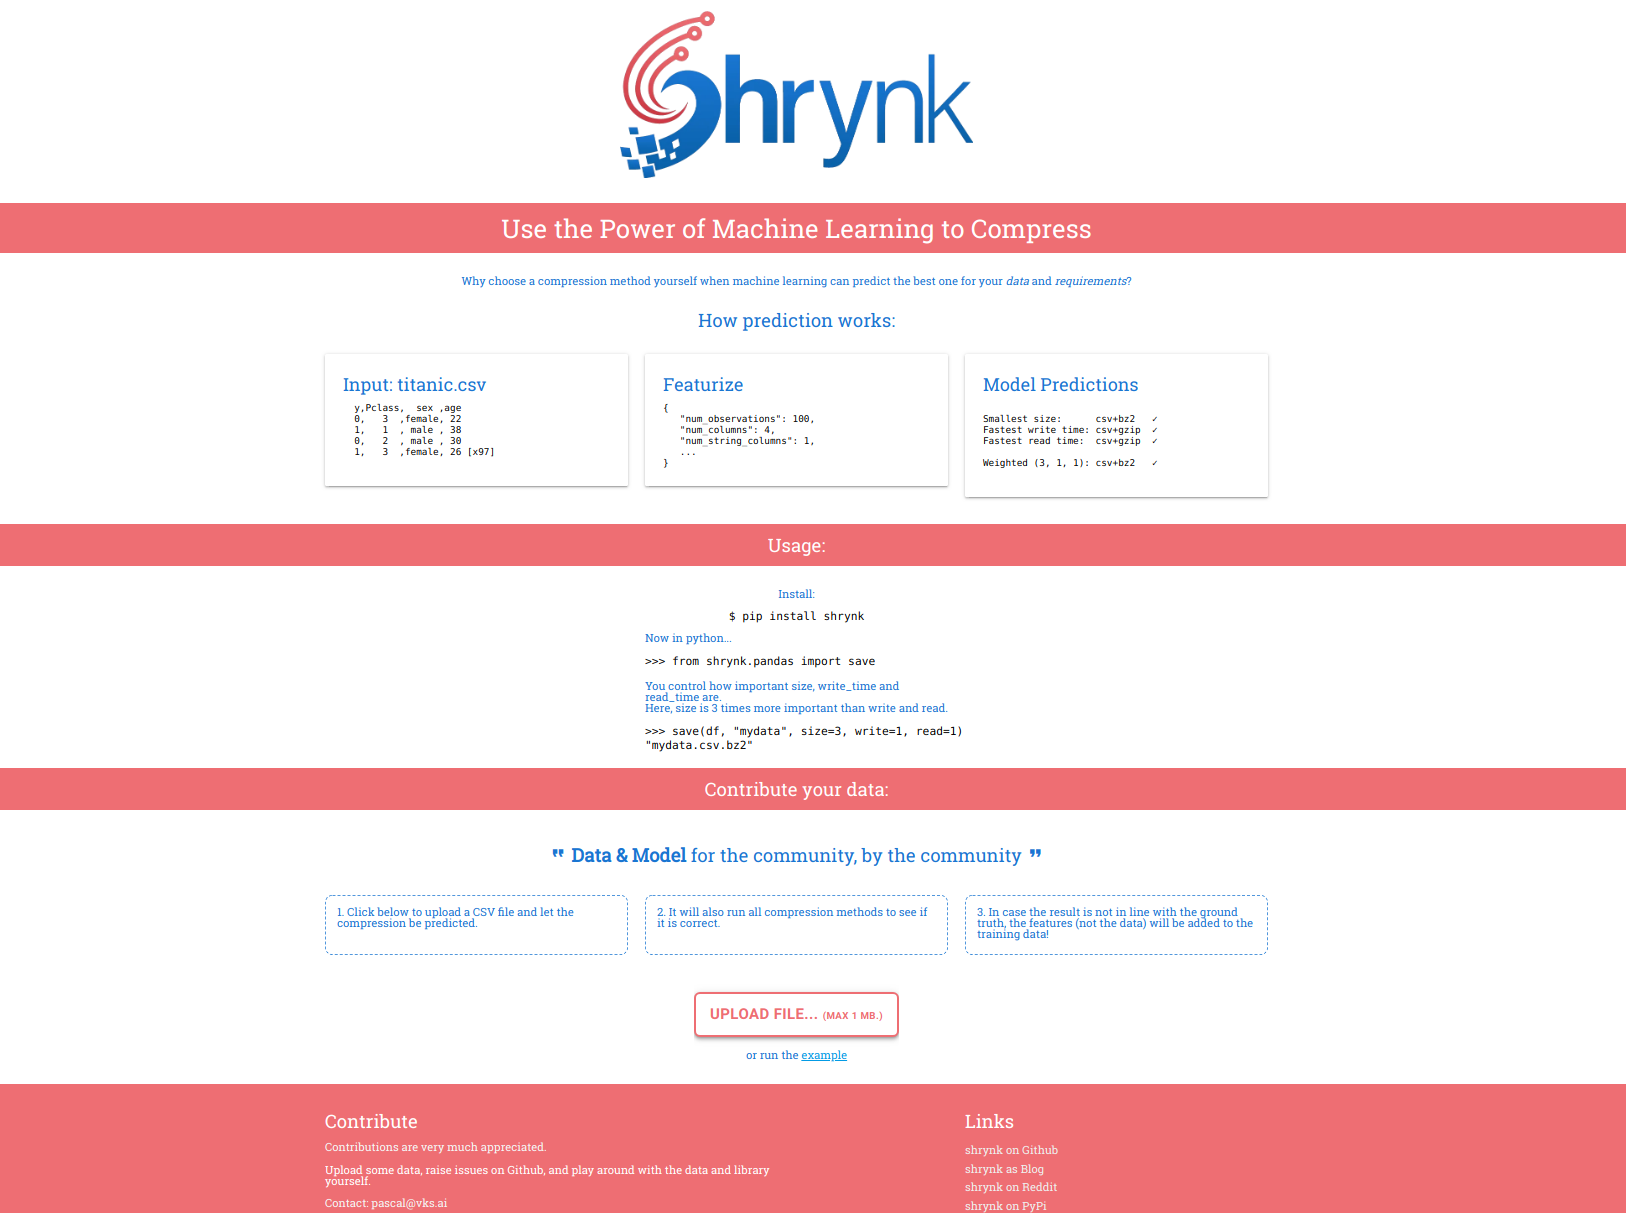 Shrynk
Use the Power of Machine Learning to Compress
Why choose a compression method yourself when machine learning can predict the best one for your data and requirements?
How prediction works:
Input: titanic.csv
y,Pclass,  sex ,age
0,   3  ,female, 22
1,   1  , male , 38
0,   2  , male , 30
1,   3  ,female, 26 [x97]
Featurize
{
   "num_observations": 100,
   "num_columns": 4,
   "num_string_columns": 1,
   ...
}
Model Predictions
Smallest size:      csv+bz2   ✓
Fastest write time: csv+gzip  ✓
Fastest read time:  csv+gzip  ✓
Weighted (3, 1, 1): csv+bz2   ✓
Usage:
Install:
$ pip install shrynk
Now in python...
>>> from shrynk.pandas import save
You control how important size, write_time and
read_time are.
Here, size is 3 times more important than write and read.
>>> save(df, "mydata", size=3, write=1, read=1)
"mydata.csv.bz2"
Contribute your data:
" Data & Model for the community, by the community "
1. Click below to upload a CSV file and let the
compression be predicted.
2. It will also run all compression methods to see if
it is correct.
3. In case the result is not in line with the ground
truth, the features (not the data) will be added to the
training data!
UPLOAD FILE... (MAX 1 MB.)
or run the example
Contribute
Contributions are very much appreciated.
Upload some data, raise issues on Github, and play around with the data and library
yourself.
Contact: pascal@vks.ai
Links
shrynk on Github
shrynk as Blog
shrynk on Reddit
shrynk on PyPi